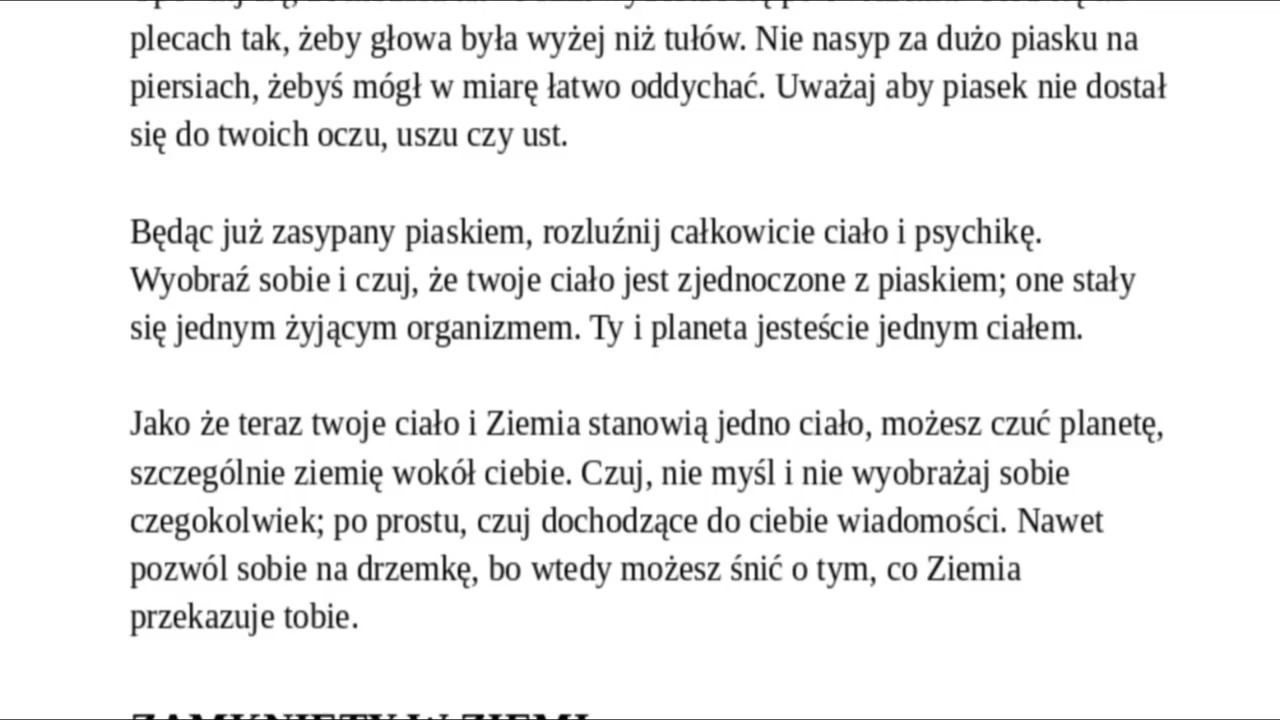 plecach tak, żeby głowa była wyżej niż tułów. Nie nasyp za dużo piasku na
piersiach, żebyś mógł w miarę łatwo oddychać. Uważaj aby piasek nie dostał
się do twoich oczu, uszu czy ust.
Będąc już zasypany piaskiem, rozluźnij całkowicie ciało i psychikę.
Wyobraź sobie i czuj, że twoje ciało jest zjednoczone z piaskiem; one stały
się jednym żyjącym organizmem. Ty i planeta jesteście jednym ciałem.
Jako że teraz twoje ciało i Ziemia stanowią jedno ciało, możesz czuć planetę,
szczególnie ziemię wokół ciebie. Czuj, nie myśl i nie wyobrażaj sobie
czegokolwiek; po prostu, czuj dochodzące do ciebie wiadomości. Nawet
pozwól sobie na drzemkę, bo wtedy możesz śnić o tym, co Ziemia
przekazuje tobie.
ZAMKNIĘTY W ZIEMI